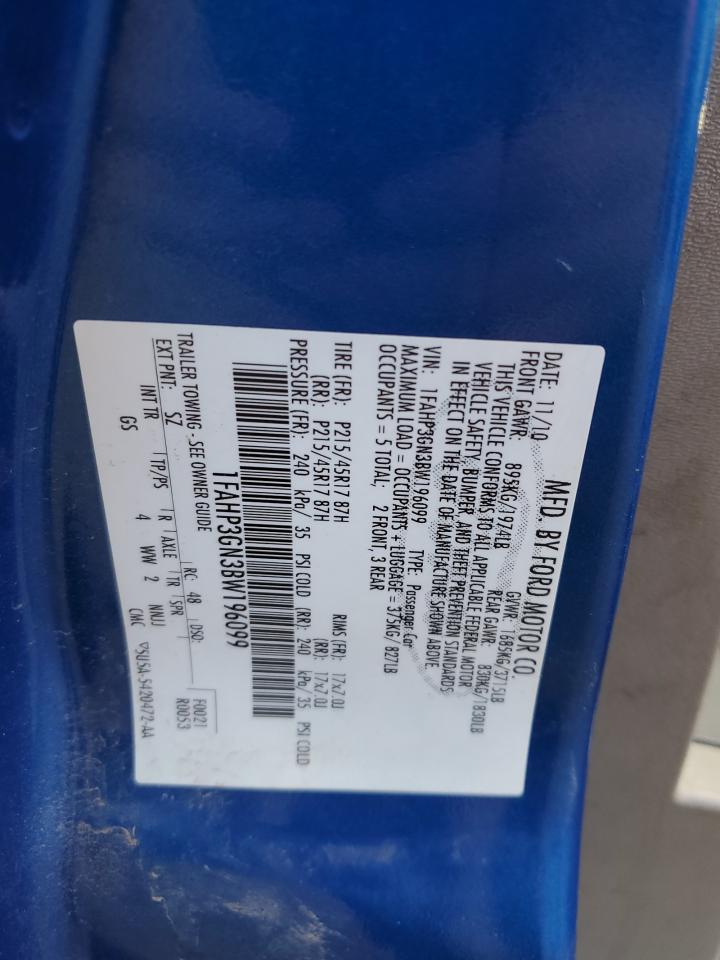 MFD. BY FORD MOTOR CO.
DATE: 11/10 GVWR: 1685KG/3715LB
FRONT GAWR: 895KG/1974LB REAR GAWR: 830KG/1830LB
THIS VEHICLE CONFORMS TO ALL APPLICABLE FEDERAL MOTOR
VEHICLE SAFETY, BUMPER, AND THEFT PREVENTION STANDARDS
IN EFFECT ON THE DATE OF MANUFACTURE SHOWN ABOVE.
VIN: 1FAHP3GN3BW196099 TYPE: Passenger Car
MAXIMUM LOAD = OCCUPANTS + LUGGAGE = 375KG/827LB
OCCUPANTS = 5 TOTAL; 2 FRONT, 3 REAR
TIRE (FR): P215/45R17 87H RIMS (FR): 17x7.0J
(RR): P215/45R17 87H (RR): 17x7.0J
PRESSURE (FR): 240 kPa/ 35 PSI COLD (RR): 240 kPa/35 PSI COLD
1FAHP3GN3BW196099
TRAILER TOWING - SEE OWNER GUIDE
F0021
EXT PNT: SZ RC: 48 DSO: R0053
INT TR TP/PS R AXLE TR SPR
GS 4 WW 2 NNUJ
CMC 5U5A-5420472-AA